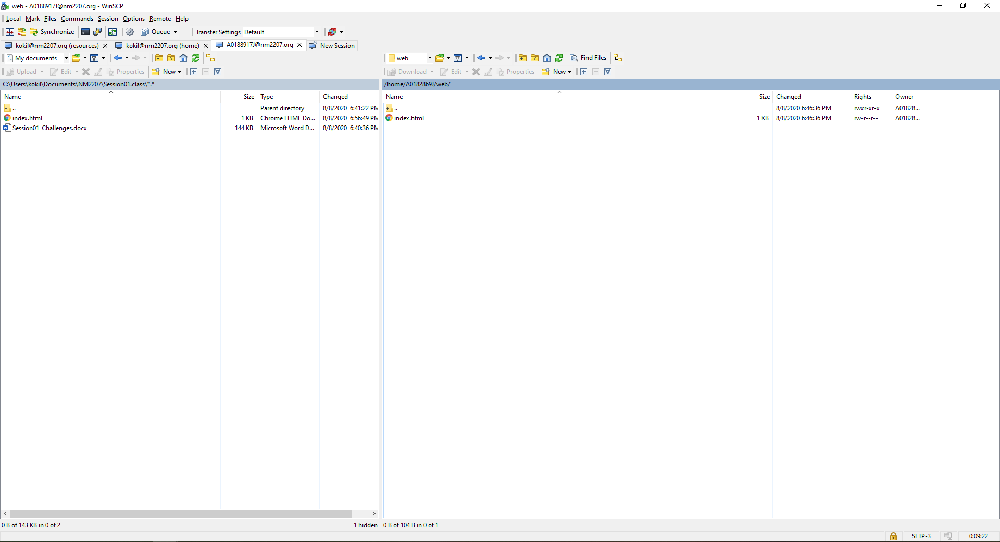 web - A0188917J@nm2207.org - WinSCP
Local Mark Files Commands Session Options Remote Help
Synchronize Queue Transfer Settings Default
kokil@nm2207.org (resources) kokil@nm2207.org (home) A0188917J@nm2207.org New Session
My documents web Find Files
Upload Edit Properties New Download Edit Properties New
C:\Users\kokil\Documents\NM2207\Session01.class\*.* /home/A0182869J/web/
Name Size Type Changed Name Size Changed Rights Owner
.. Parent directory 8/8/2020 6:41:22 PM .. 8/8/2020 6:46:36 PM rwxr-xr-x A01828...
index.html 1 KB Chrome HTML Do... 8/8/2020 6:56:49 PM index.html 1 KB 8/8/2020 6:46:36 PM rw-r--r-- A01828...
Session01_Challenges.docx 144 KB Microsoft Word D... 8/8/2020 6:40:36 PM
0 B of 143 KB in 0 of 2 1 hidden 0 B of 104 B in 0 of 1
SFTP-3 0:09:22